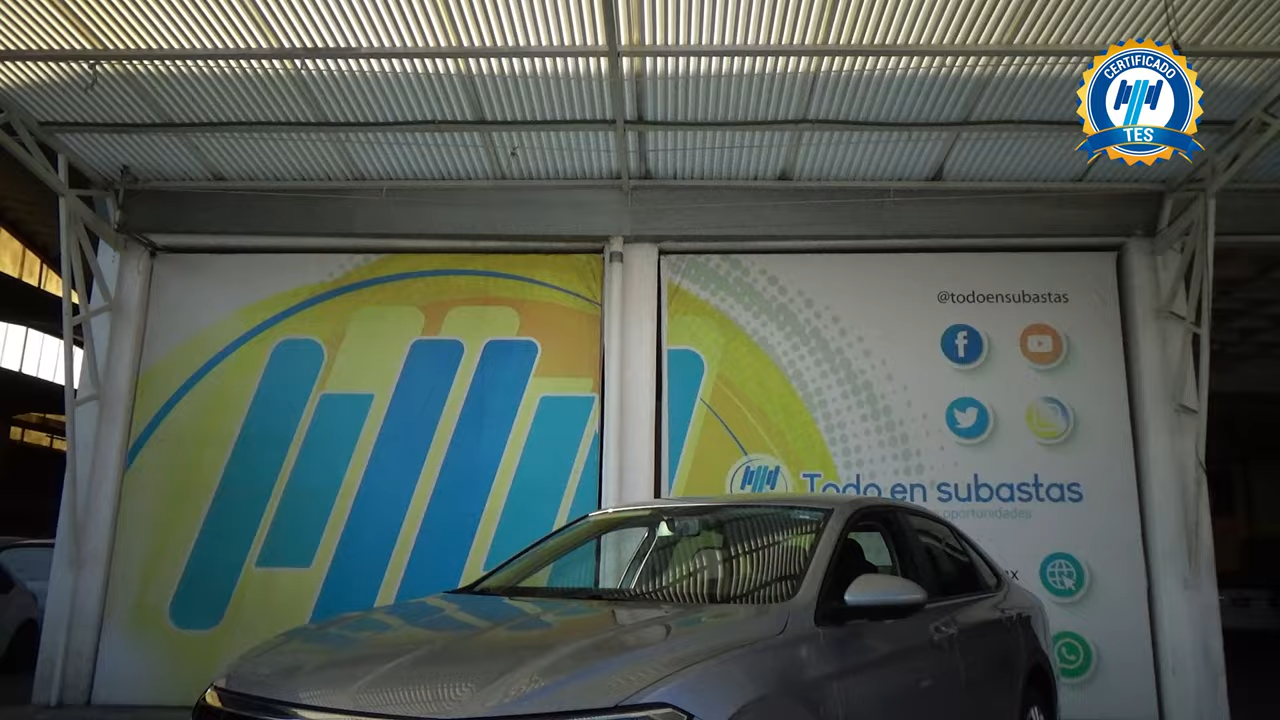 CERTIFICADO
TES
@todoensubastas
Todo en subastas
oportunidades